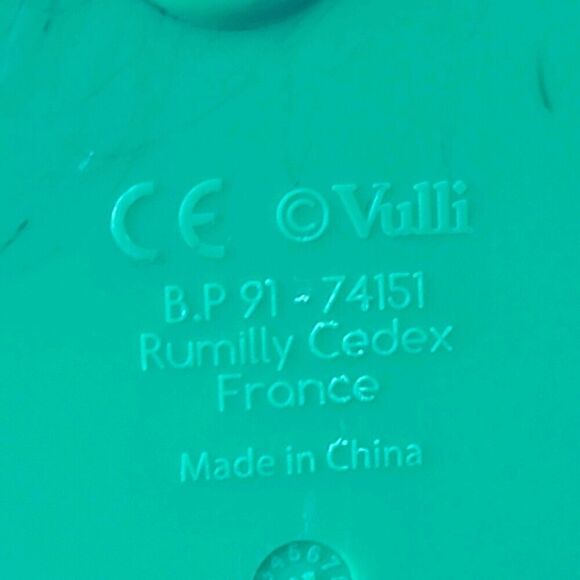 CE ©Vulli
B.P 91 - 74151
Rumilly Cedex
France
Made in China